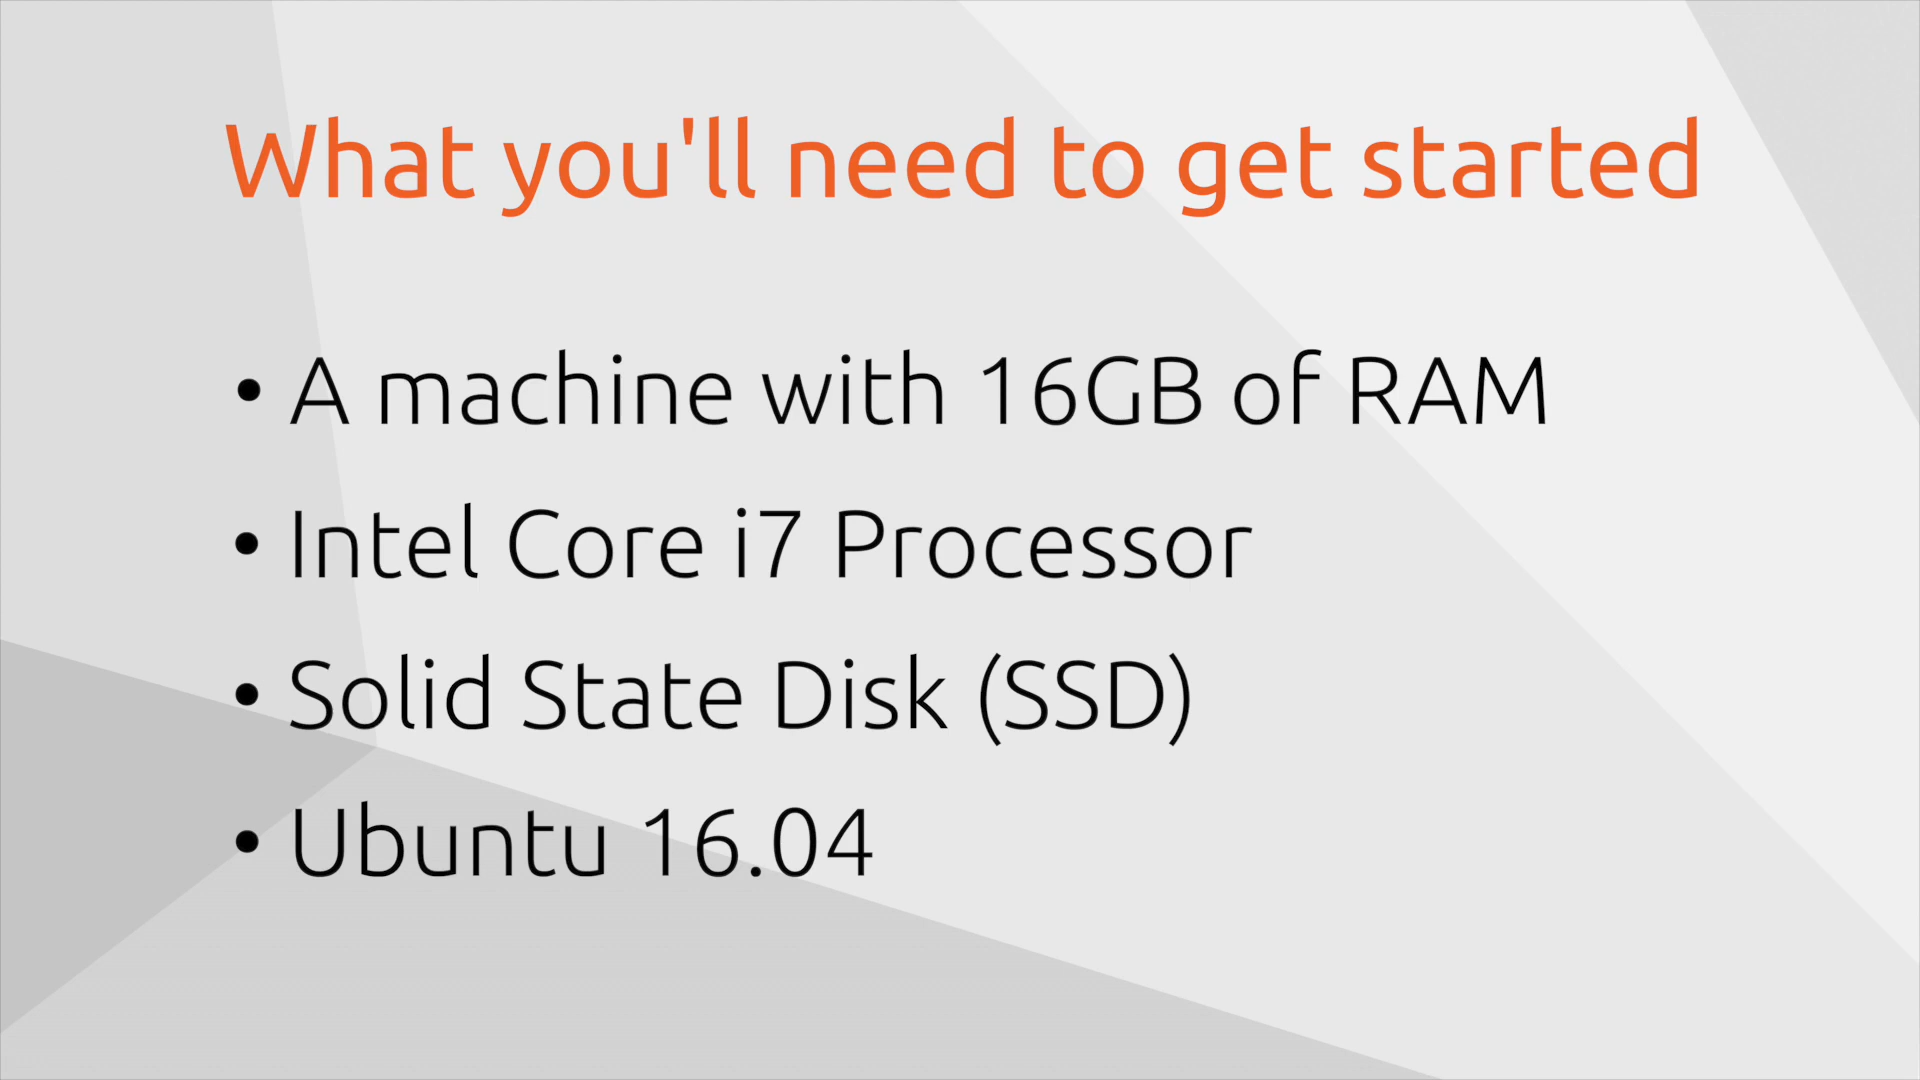 What you'll need to get started
• A machine with 16GB of RAM
• Intel Core i7 Processor
• Solid State Disk (SSD)
• Ubuntu 16.04